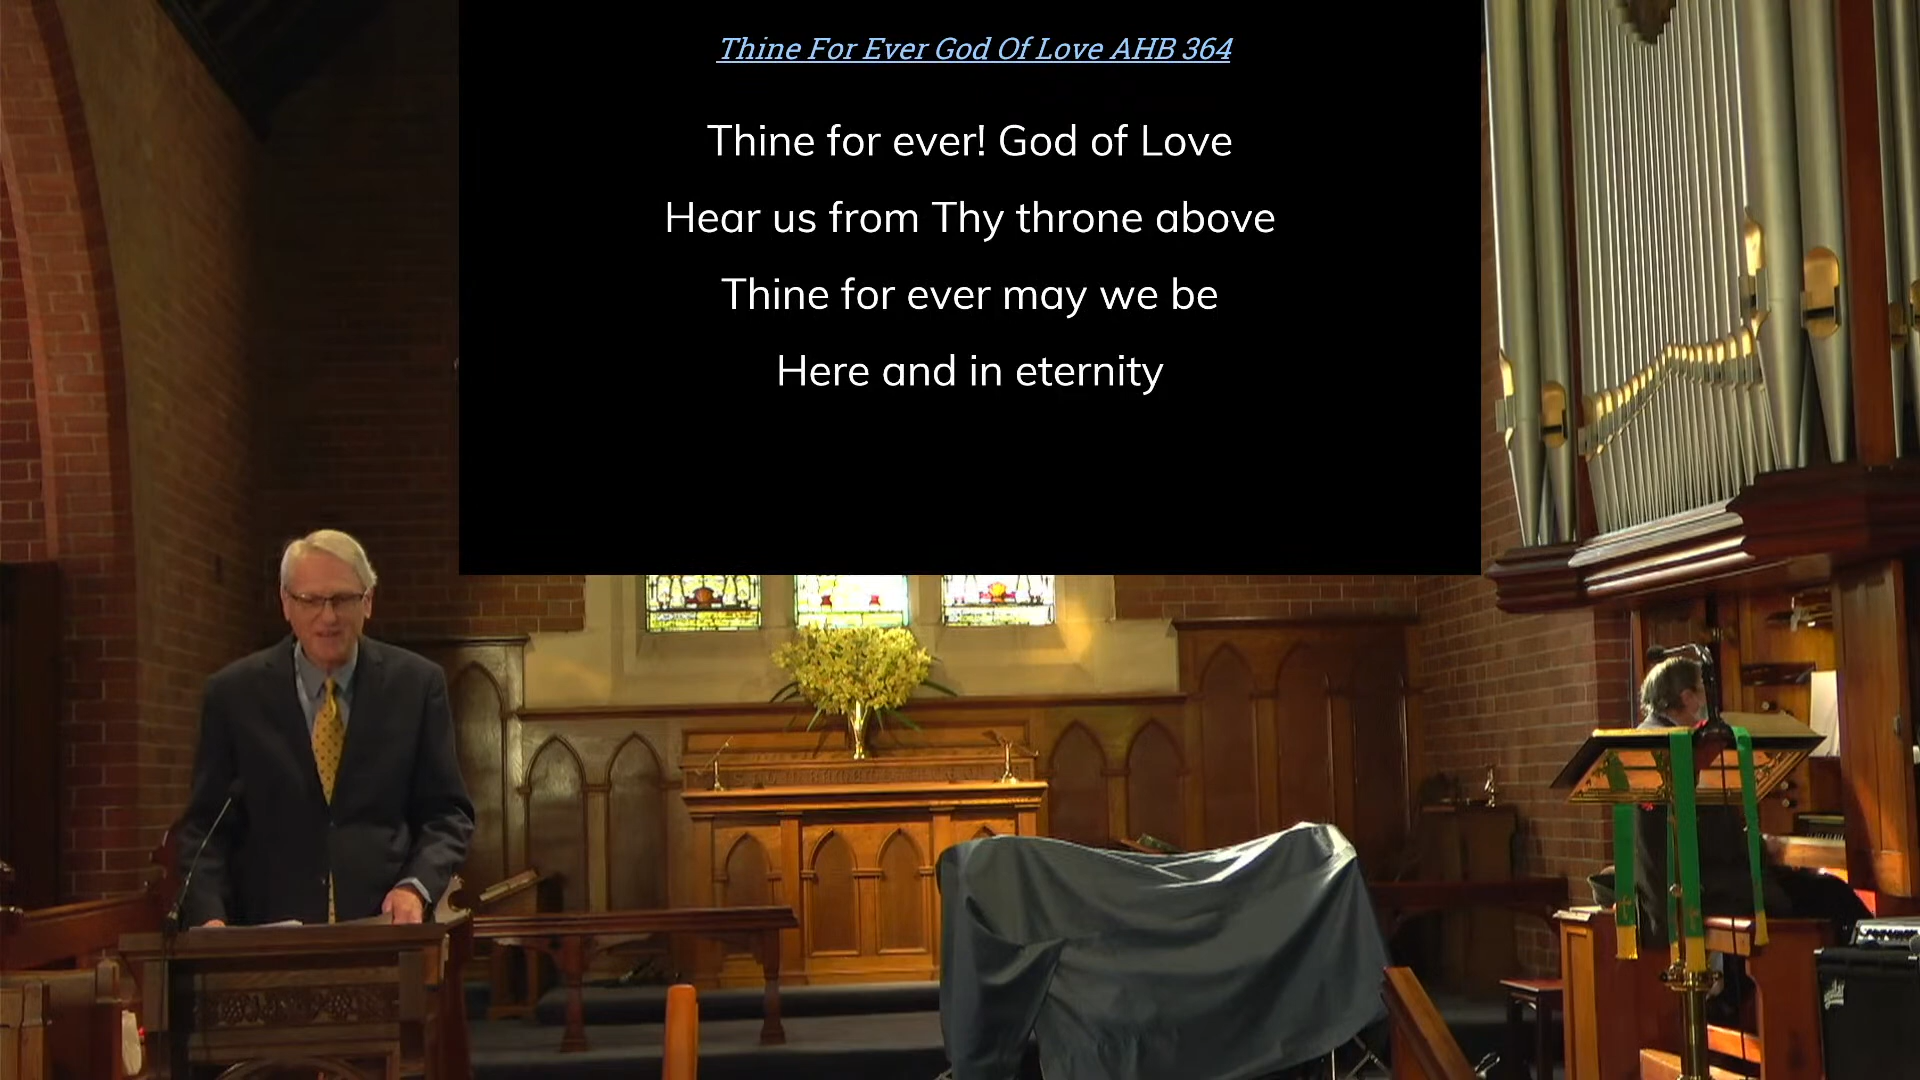 Thine For Ever God Of Love AHB 364
Thine for ever! God of Love
Hear us from Thy throne above
Thine for ever may we be
Here and in eternity